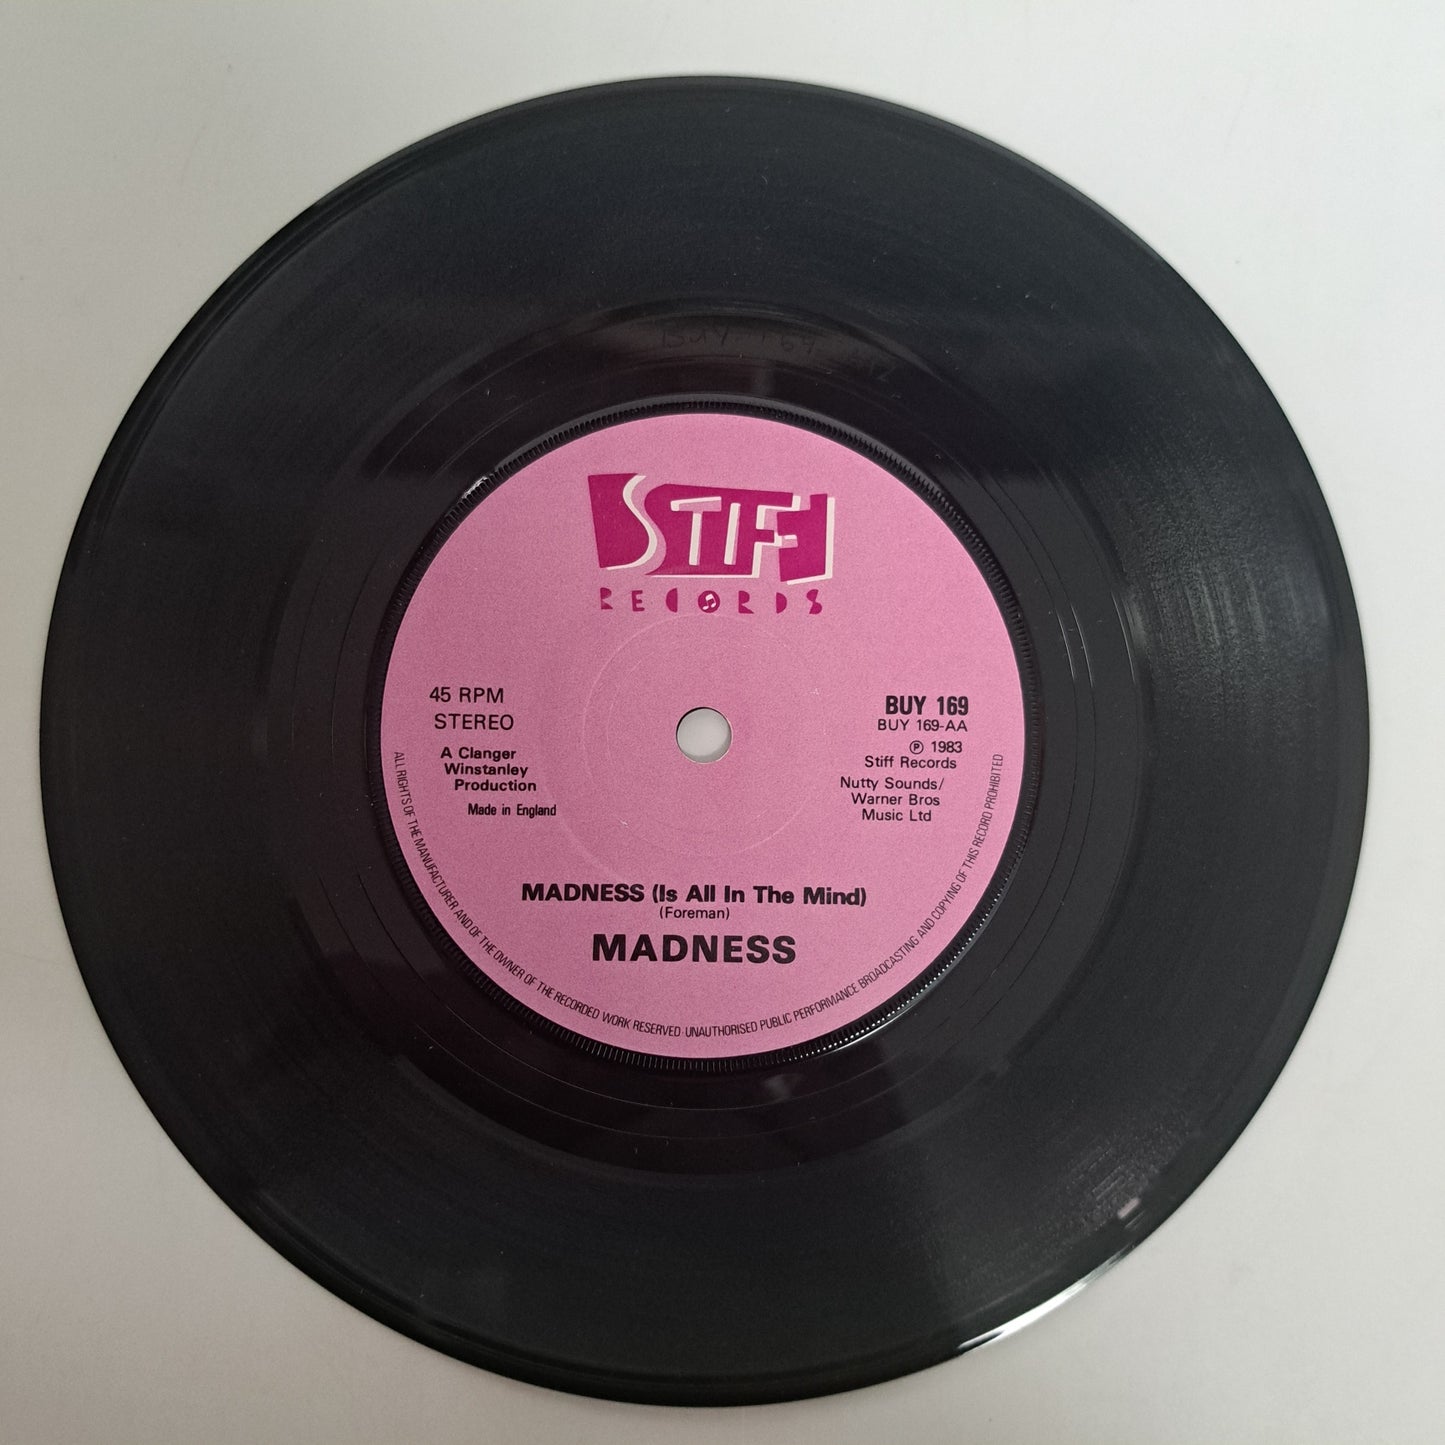 BUY 169
STIFF
RECORDS
45 RPM
STEREO
A Clanger
Winstanley
Production
Made in England
BUY 169
BUY 169-AA
℗ 1983
Stiff Records
Nutty Sounds/
Warner Bros
Music Ltd
MADNESS (Is All In The Mind)
(Foreman)
MADNESS
ALL RIGHTS OF THE MANUFACTURER AND OF THE OWNER OF THE RECORDED WORK RESERVED·UNAUTHORISED PUBLIC PERFORMANCE BROADCASTING AND COPYING OF THIS RECORD PROHIBITED